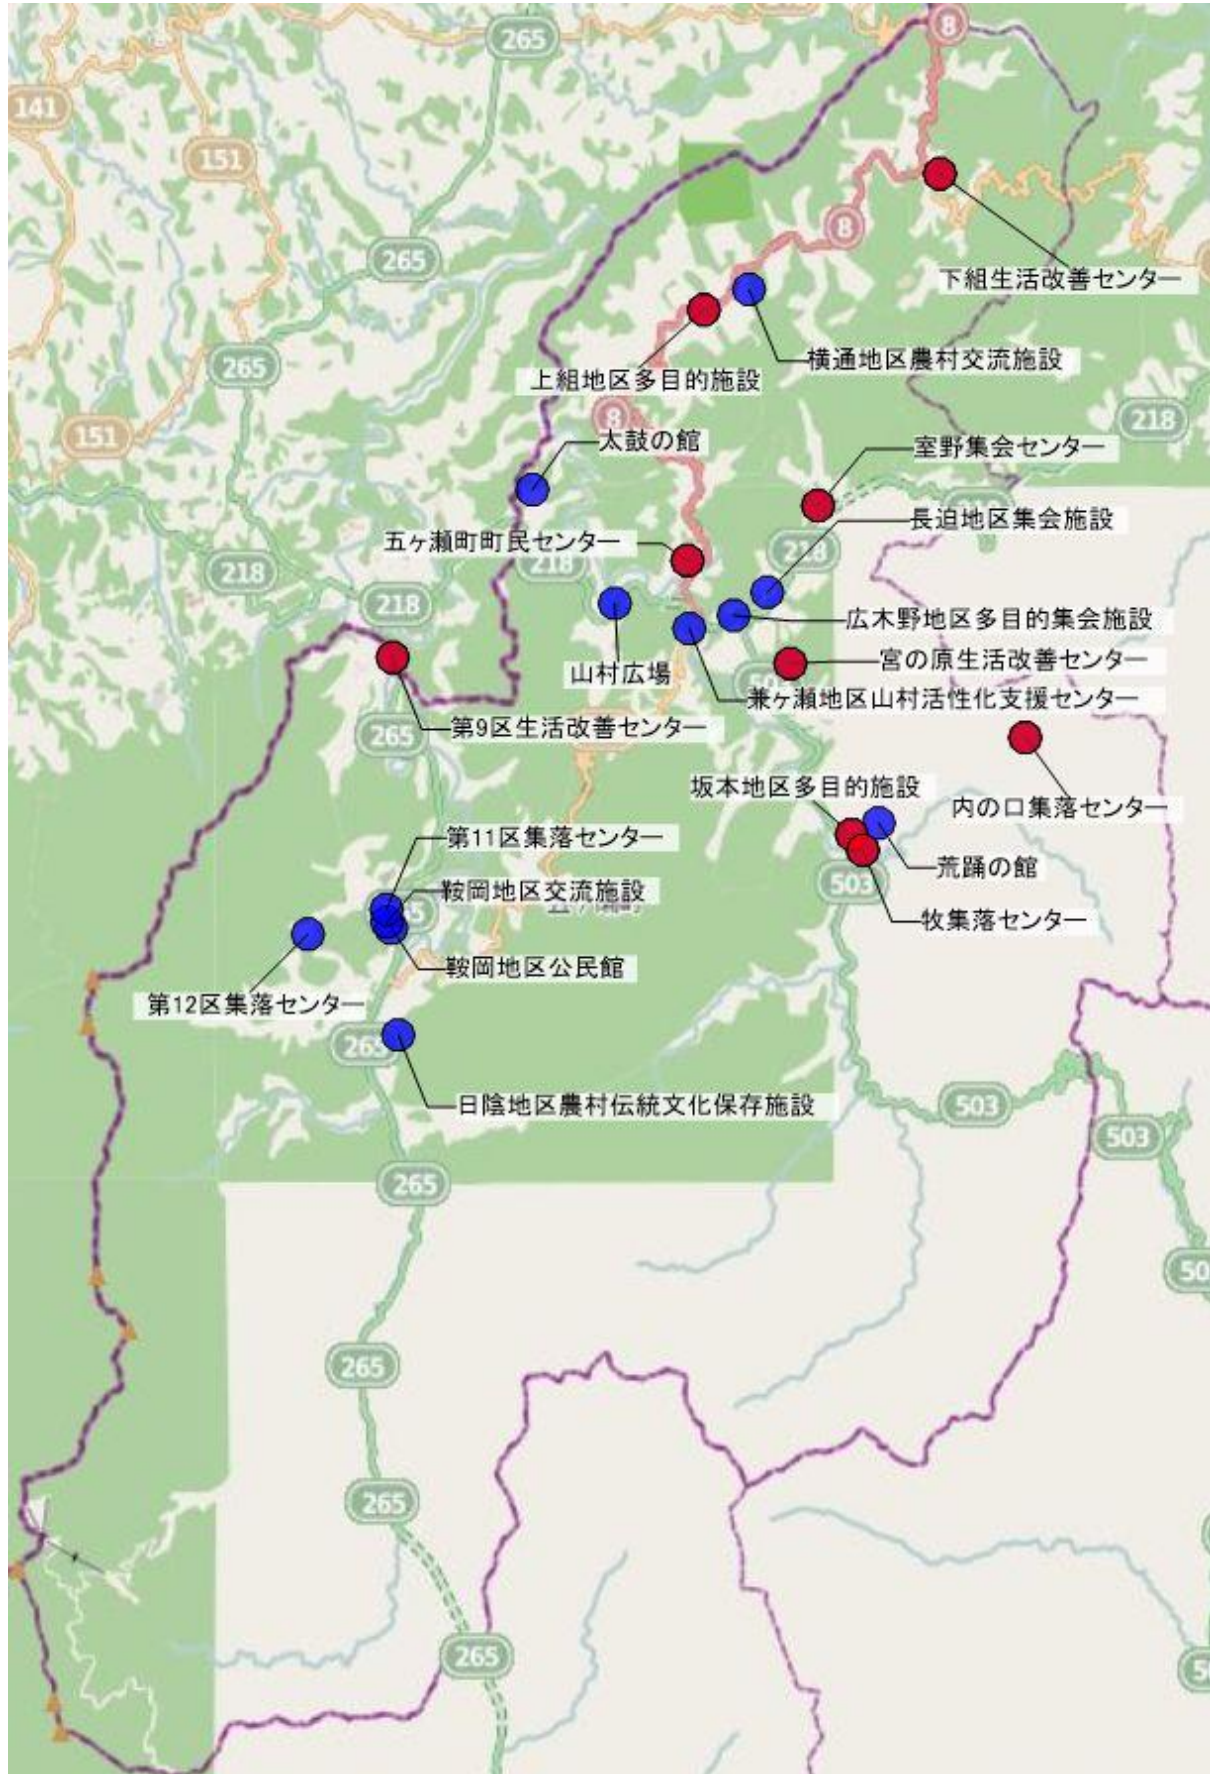 8
265
141
151
265
8
下組生活改善センター
265
横通地区農村交流施設
上組地区多目的施設
8
151
218
太鼓の館
室野集会センター
長迫地区集会施設
五ヶ瀬町町民センター
218
218
218
218
広木野地区多目的集会施設
宮の原生活改善センター
山村広場
兼ヶ瀬地区山村活性化支援センター
第9区生活改善センター
265
坂本地区多目的施設
内の口集落センター
第11区集落センター
荒踊の館
503
鞍岡地区交流施設
265
牧集落センター
鞍岡地区公民館
第12区集落センター
265
日陰地区農村伝統文化保存施設
503
503
265
50
265
265
265
5